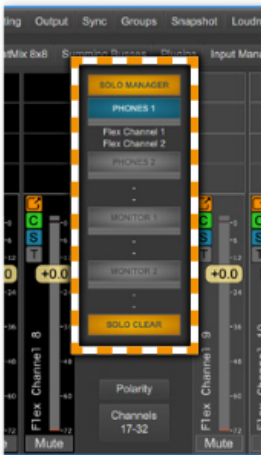 Output Sync Groups Snapshot
Mix 8x8 Summing Busses Plugins Input
SOLO MANAGER
PHONES 1
Flex Channel 1
Flex Channel 2
PHONES 2
-
-
MONITOR 1
-
-
MONITOR 2
-
-
SOLO CLEAR
C
S
T
+0.0
Flex Channel 8
Mute
C
S
T
+0.0
Flex Channel 9
Mute
Polarity
Channels
17-32